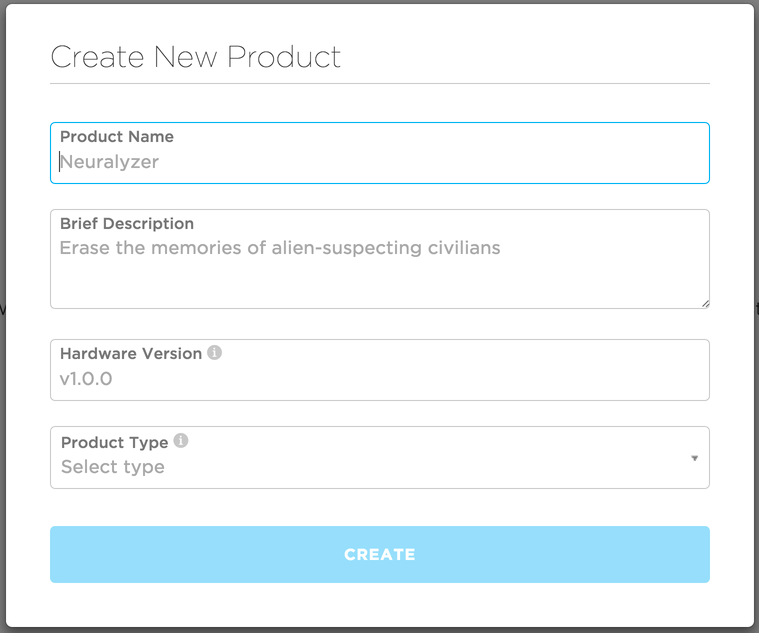 Create New Product
Product Name
Neuralyzer
Brief Description
Erase the memories of alien-suspecting civilians
Hardware Version
v1.0.0
Product Type
Select type
CREATE